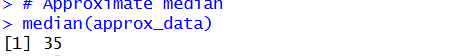 > # Approximate median
> median(approx_data)
[1] 35